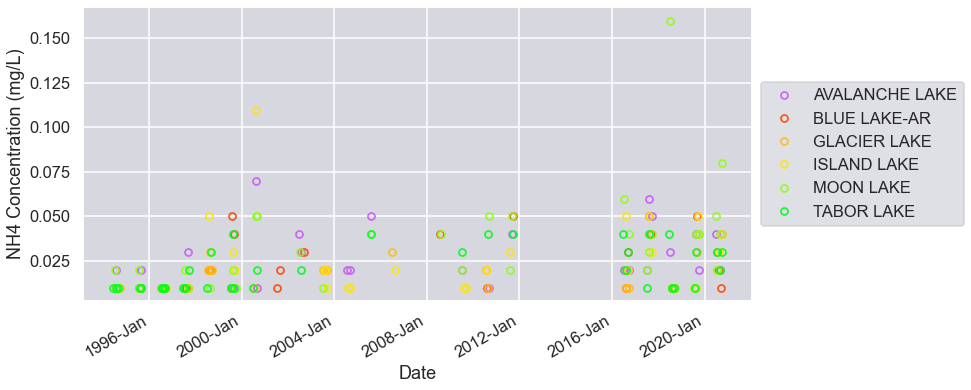 0.150
0.125
0.100
0.075
0.050
0.025
NH4 Concentration (mg/L)
1996-Jan
2000-Jan
2004-Jan
2008-Jan
2012-Jan
2016-Jan
2020-Jan
Date
AVALANCHE LAKE
BLUE LAKE-AR
GLACIER LAKE
ISLAND LAKE
MOON LAKE
TABOR LAKE